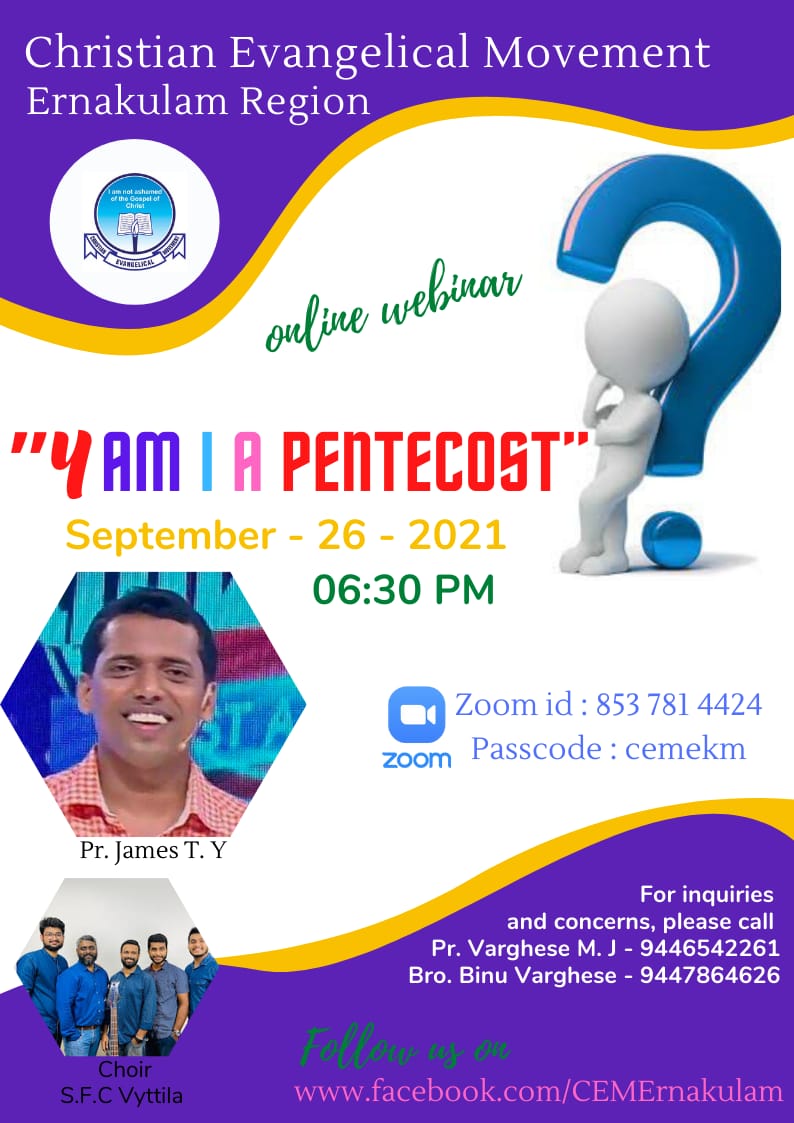 Christian Evangelical Movement
Ernakulam Region
I am not ashamed
of the Gospel of
Christ
CHRISTIAN EVANGELICAL MOVEMENT
online webinar
"Y AM I A PENTECOST"
September - 26 - 2021
06:30 PM
Zoom id : 853 781 4424
Passcode : cemekm
zoom
Pr. James T. Y
For inquiries
and concerns, please call
Pr. Varghese M. J - 9446542261
Bro. Binu Varghese - 9447864626
Choir
S.F.C Vyttila
Follow us on
www.facebook.com/CEMErnakulam